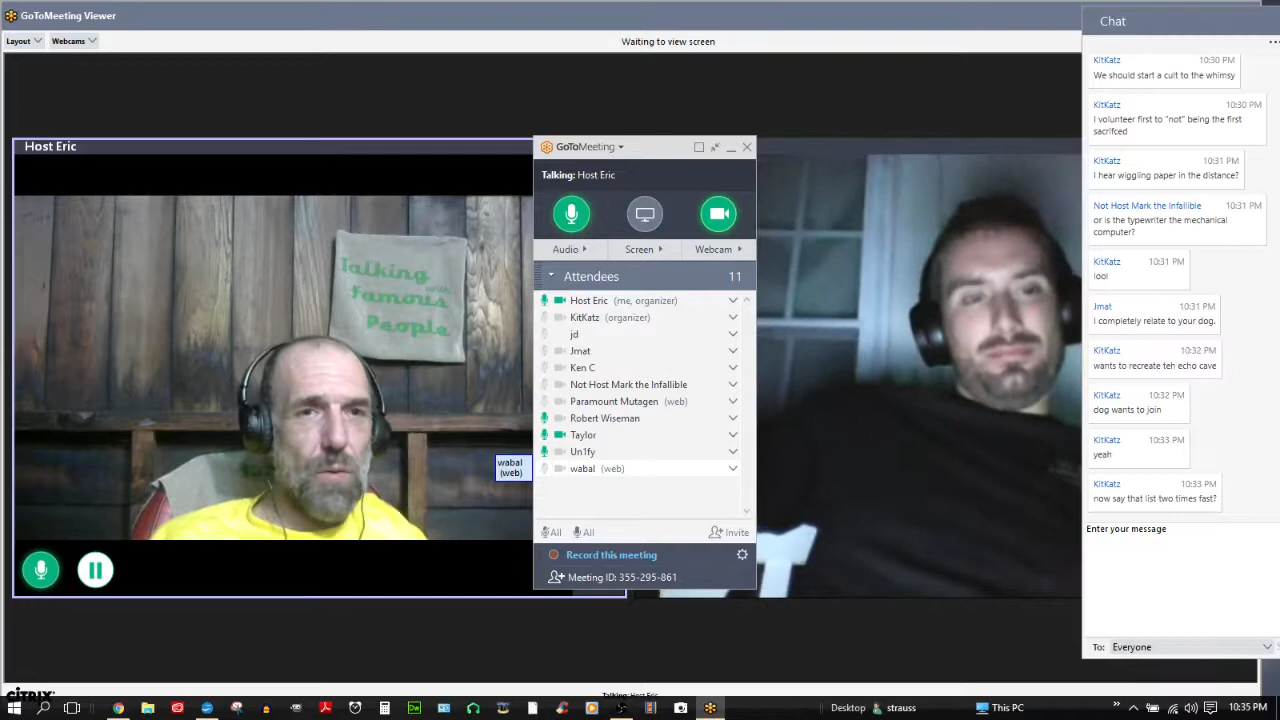 GoToMeeting Viewer
Layout
Webcams
Waiting to view screen
Host Eric
Talking with
Famous
People
wabal
(web)
GoToMeeting
Talking: Host Eric
Audio
Screen
Webcam
Attendees 11
Host Eric (me, organizer)
KitKatz (organizer)
jd
Jmat
Ken C
Not Host Mark the Infallible
Paramount Mutagen (web)
Robert Wiseman
Taylor
Un1fy
wabal (web)
All
All
Invite
Record this meeting
Meeting ID: 355-295-861
Chat
KitKatz 10:30 PM
We should start a cult to the whimsy
KitKatz 10:30 PM
I volunteer first to "not" being the first
sacrifced
KitKatz 10:31 PM
I hear wiggling paper in the distance?
Not Host Mark the Infallible 10:31 PM
or is the typewriter the mechanical
computer?
KitKatz 10:31 PM
lool
Jmat 10:31 PM
I completely relate to your dog.
KitKatz 10:32 PM
wants to recreate teh echo cave
KitKatz 10:32 PM
dog wants to join
KitKatz 10:33 PM
yeah
KitKatz 10:33 PM
now say that list two times fast?
Enter your message
To: Everyone
CITRIX
Talking: Host Eric
Desktop
strauss
This PC
10:35 PM